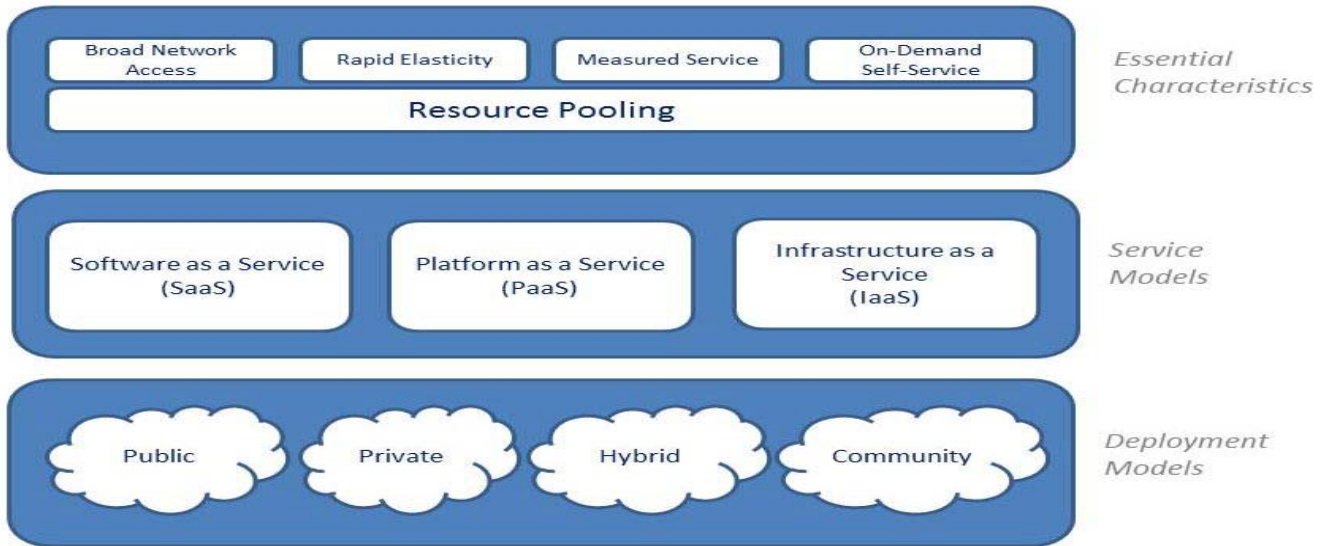 Broad Network
Access
Rapid Elasticity
Measured Service
On-Demand
Self-Service
Resource Pooling
Essential
Characteristics
Software as a Service
(SaaS)
Platform as a Service
(PaaS)
Infrastructure as a
Service
(IaaS)
Service
Models
Public
Private
Hybrid
Community
Deployment
Models